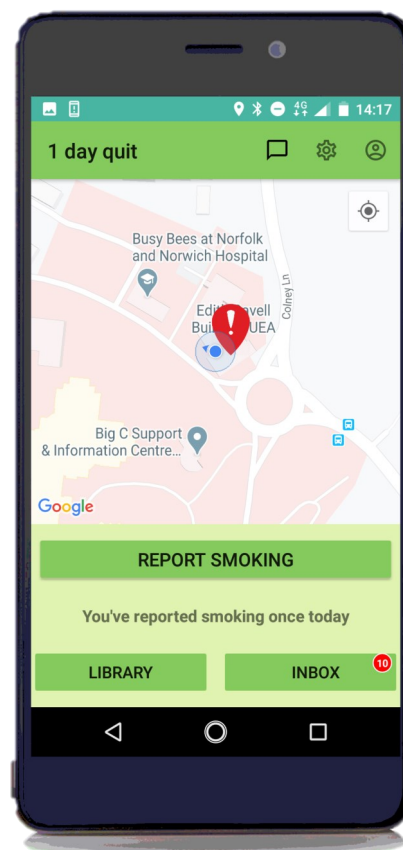 4G
14:17
1 day quit
Busy Bees at Norfolk
and Norwich Hospital
Colney Ln
Big C Support
& Information Centre...
Google
REPORT SMOKING
You've reported smoking once today
LIBRARY
INBOX
10